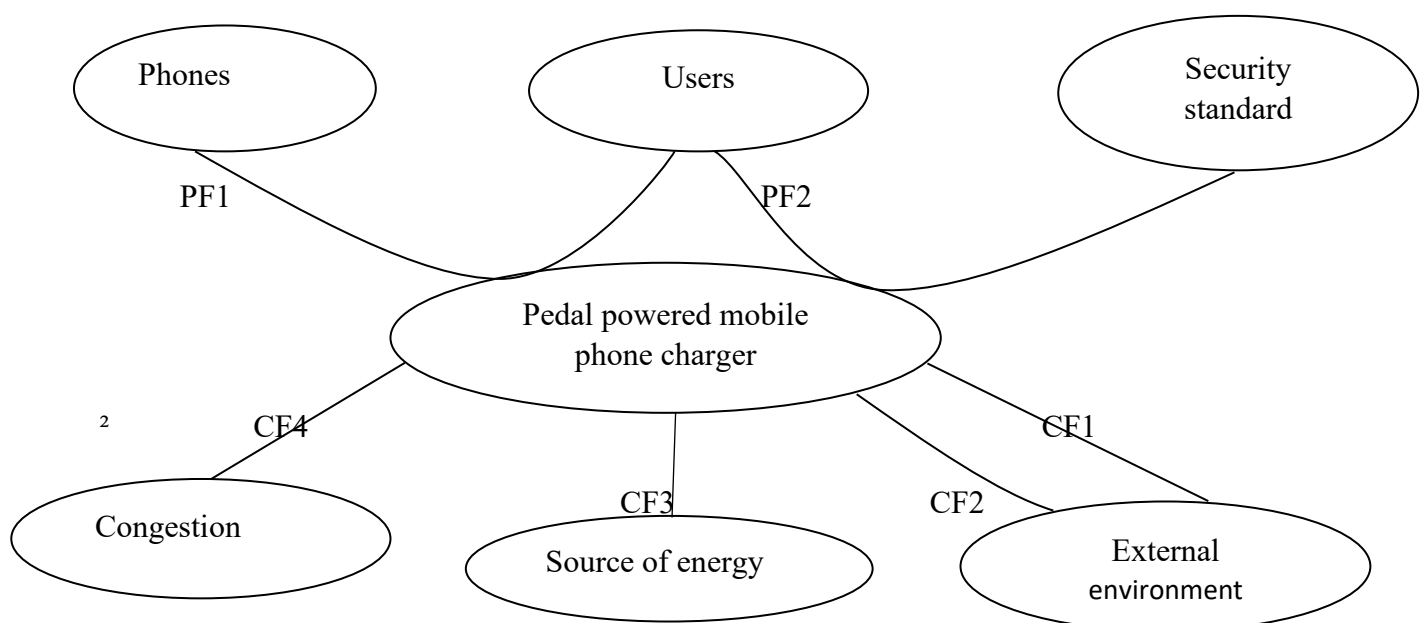 Phones
Users
Security
standard
PF1
PF2
Pedal powered mobile
phone charger
²
CF4
CF1
CF3
CF2
Congestion
Source of energy
External
environment